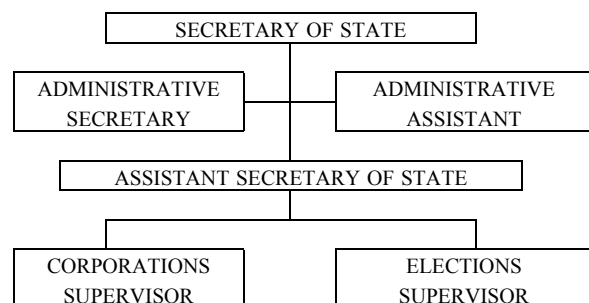 SECRETARY OF STATE
ADMINISTRATIVE
SECRETARY
ADMINISTRATIVE
ASSISTANT
ASSISTANT SECRETARY OF STATE
CORPORATIONS
SUPERVISOR
ELECTIONS
SUPERVISOR